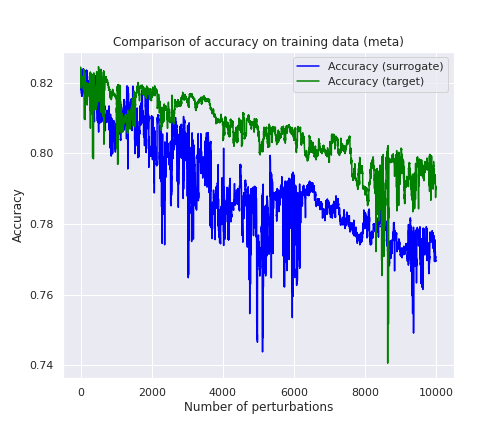 Comparison of accuracy on training data (meta)
Accuracy (surrogate)
Accuracy (target)
0.82
0.80
0.78
0.76
0.74
Accuracy
0 2000 4000 6000 8000 10000
Number of perturbations